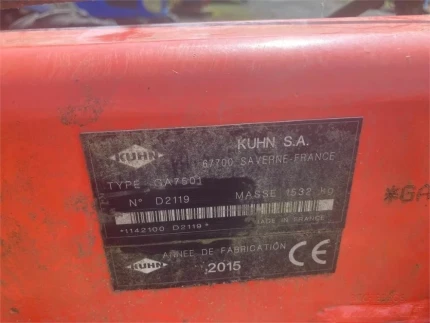 KUHN S.A.
KUHN
67700 SAVERNE-FRANCE
TYPE GA7501
N° D2119 MASSE 1532 KG
*1142100 D2119* MADE IN FRANCE
ANNEE DE FABRICATION
KUHN 2015 CE
*GA